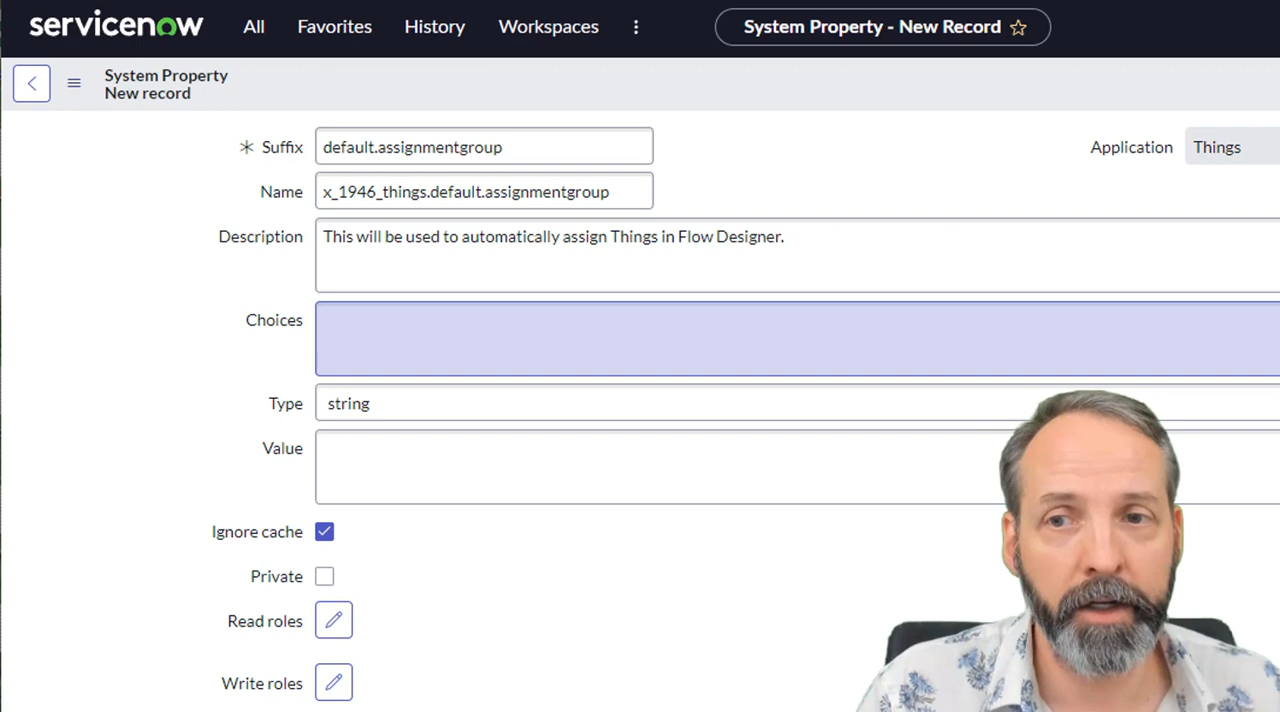 servicenow All Favorites History Workspaces System Property - New Record
System Property
New record
Suffix default.assignmentgroup Application Things
Name x_1946_things.default.assignmentgroup
Description This will be used to automatically assign Things in Flow Designer.
Choices
Type string
Value
Ignore cache
Private
Read roles
Write roles